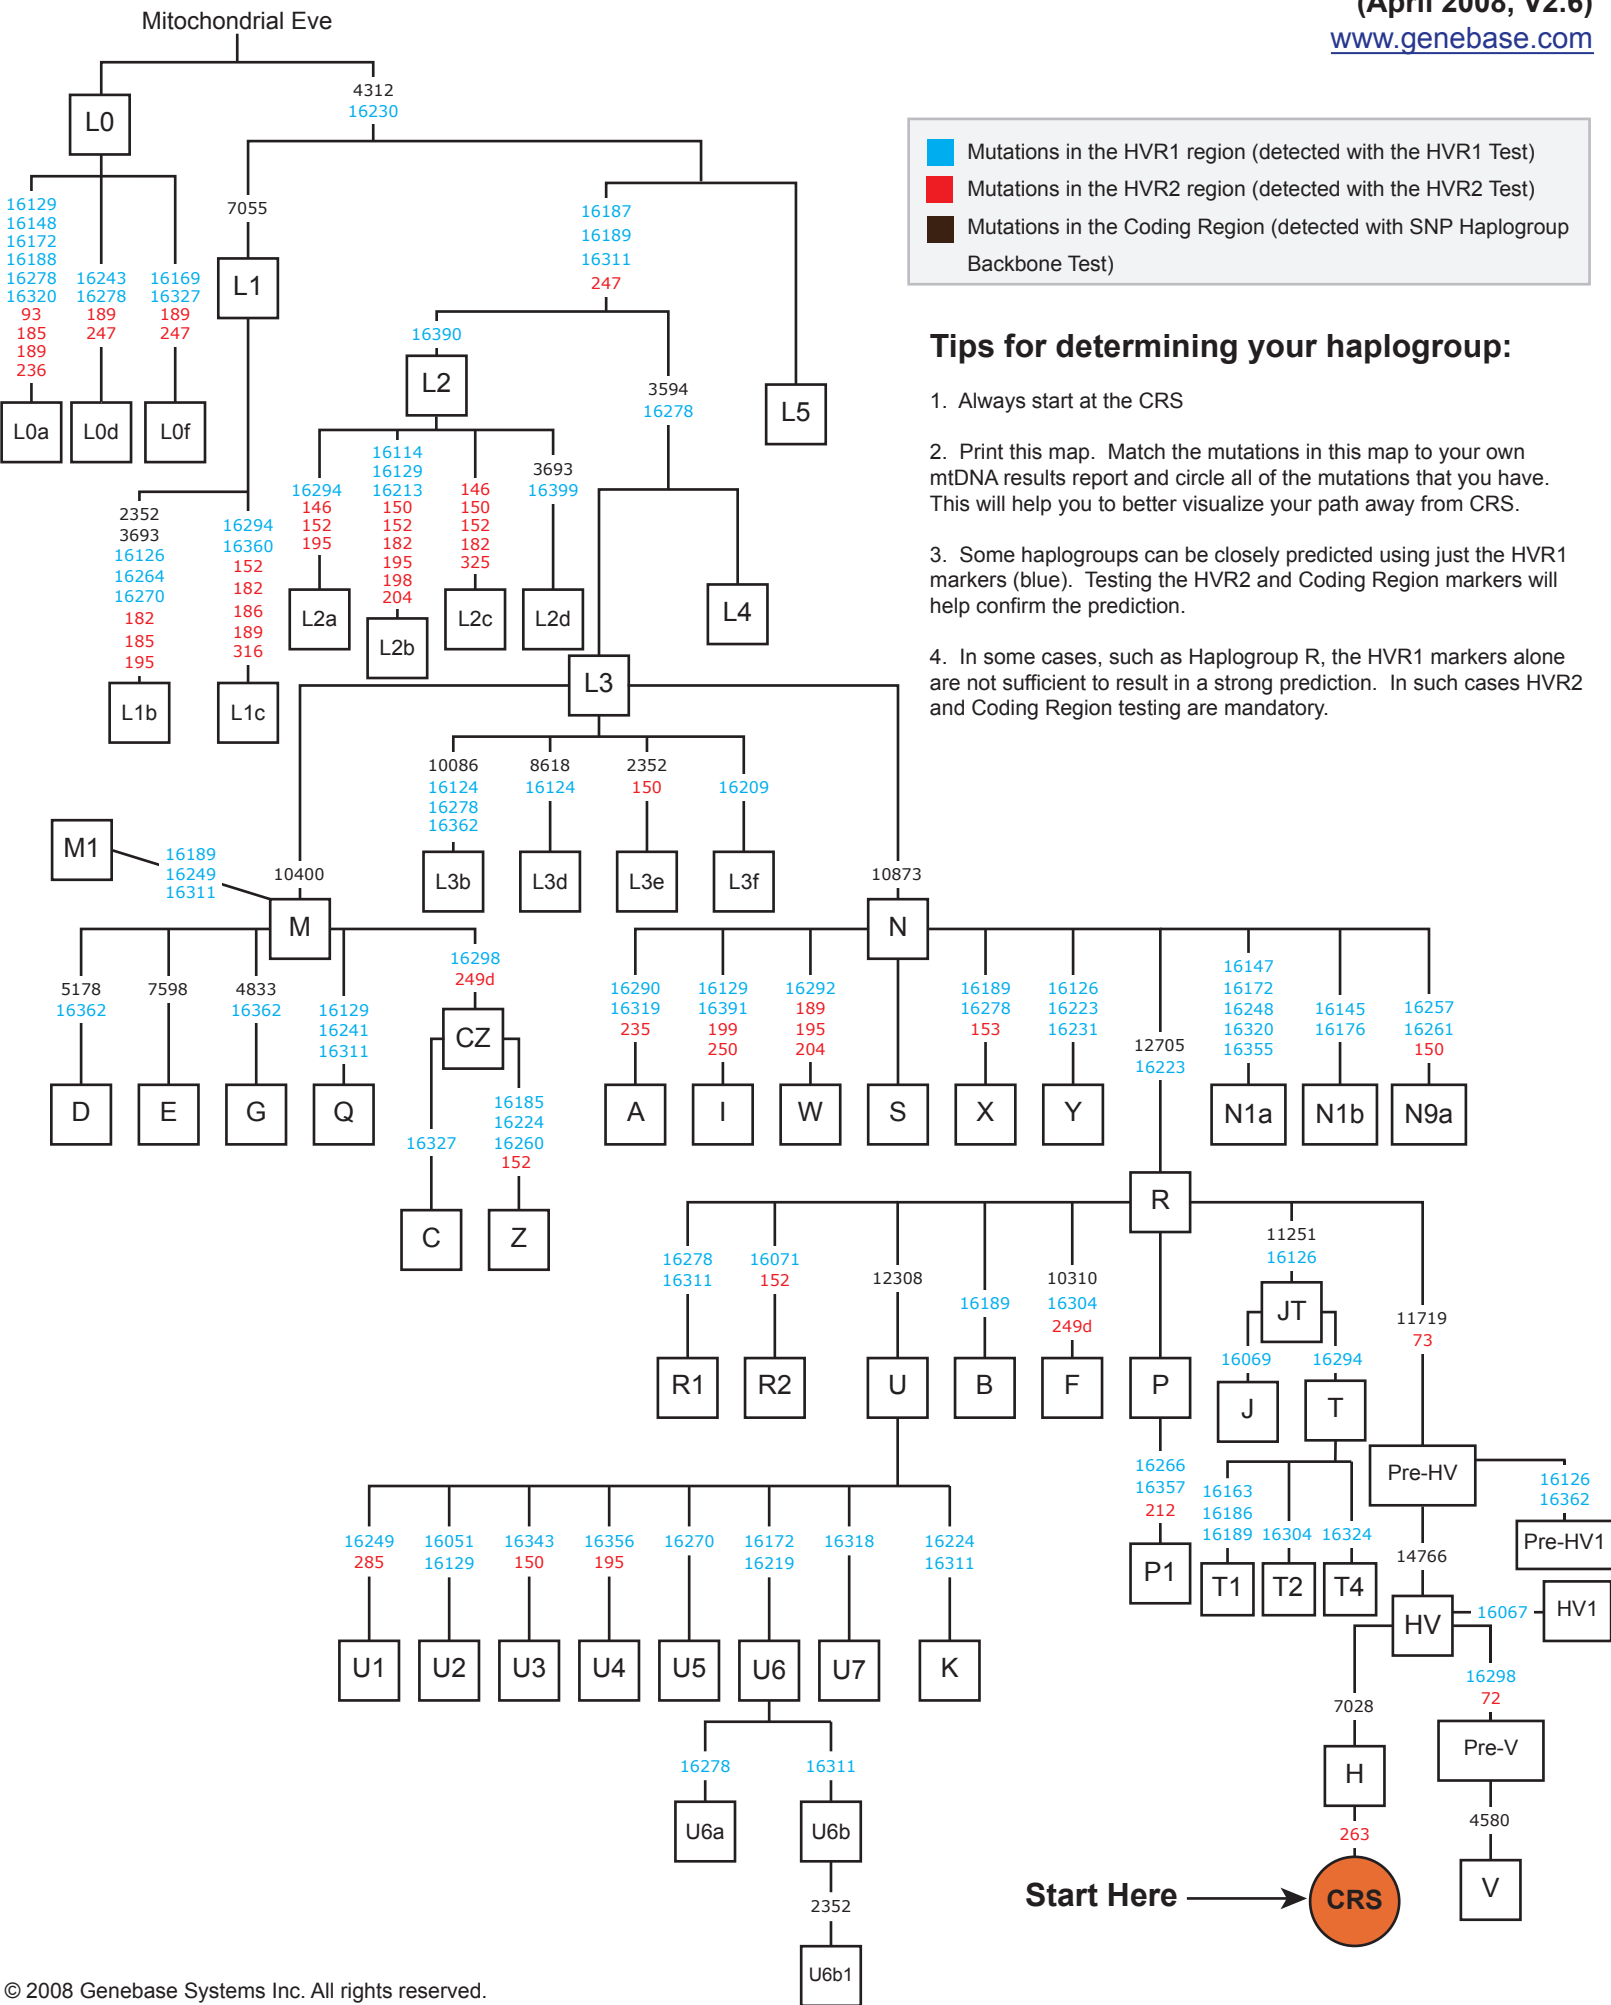 (April 2008, V2.6)
www.genebase.com
Mitochondrial Eve
4312
16230
L0
Mutations in the HVR1 region (detected with the HVR1 Test)
Mutations in the HVR2 region (detected with the HVR2 Test)
Mutations in the Coding Region (detected with SNP Haplogroup
Backbone Test)
16129
16148
16172
16188
16278
16320
93
185
189
236
L0a
16243
16278
189
247
L0d
16169
16327
189
247
L0f
7055
L1
2352
3693
16126
16264
16270
182
185
195
L1b
16294
16360
152
182
186
189
316
L1c
16187
16189
16311
247
16390
L2
16294
146
152
195
L2a
16114
16129
16213
150
152
182
195
198
204
L2b
146
150
152
182
325
L2c
3693
16399
L2d
3594
16278
L5
L4
L3
Tips for determining your haplogroup:
1. Always start at the CRS
2. Print this map. Match the mutations in this map to your own
mtDNA results report and circle all of the mutations that you have.
This will help you to better visualize your path away from CRS.
3. Some haplogroups can be closely predicted using just the HVR1
markers (blue). Testing the HVR2 and Coding Region markers will
help confirm the prediction.
4. In some cases, such as Haplogroup R, the HVR1 markers alone
are not sufficient to result in a strong prediction. In such cases HVR2
and Coding Region testing are mandatory.
10086
16124
16278
16362
L3b
8618
16124
L3d
2352
150
L3e
16209
L3f
M1
16189
16249
16311
10400
M
10873
N
5178
16362
D
7598
E
4833
16362
G
16129
16241
16311
Q
16298
249d
CZ
16327
C
16185
16224
16260
152
Z
16290
16319
235
A
16129
16391
199
250
I
16292
189
195
204
W
S
16189
16278
153
X
16126
16223
16231
Y
12705
16223
16147
16172
16248
16320
16355
N1a
16145
16176
N1b
16257
16261
150
N9a
R
16278
16311
R1
16071
152
R2
12308
U
16189
B
10310
16304
249d
F
P
16266
16357
212
P1
11251
16126
JT
16069
J
16294
T
16163
16186
16189
T1
16304
T2
16324
T4
11719
73
Pre-HV
16126
16362
Pre-HV1
14766
HV
16067
HV1
16249
285
U1
16051
16129
U2
16343
150
U3
16356
195
U4
16270
U5
16172
16219
U6
16318
U7
16224
16311
K
16278
U6a
16311
U6b
2352
U6b1
7028
H
263
16298
72
Pre-V
4580
V
Start Here
CRS
© 2008 Genebase Systems Inc. All rights reserved.